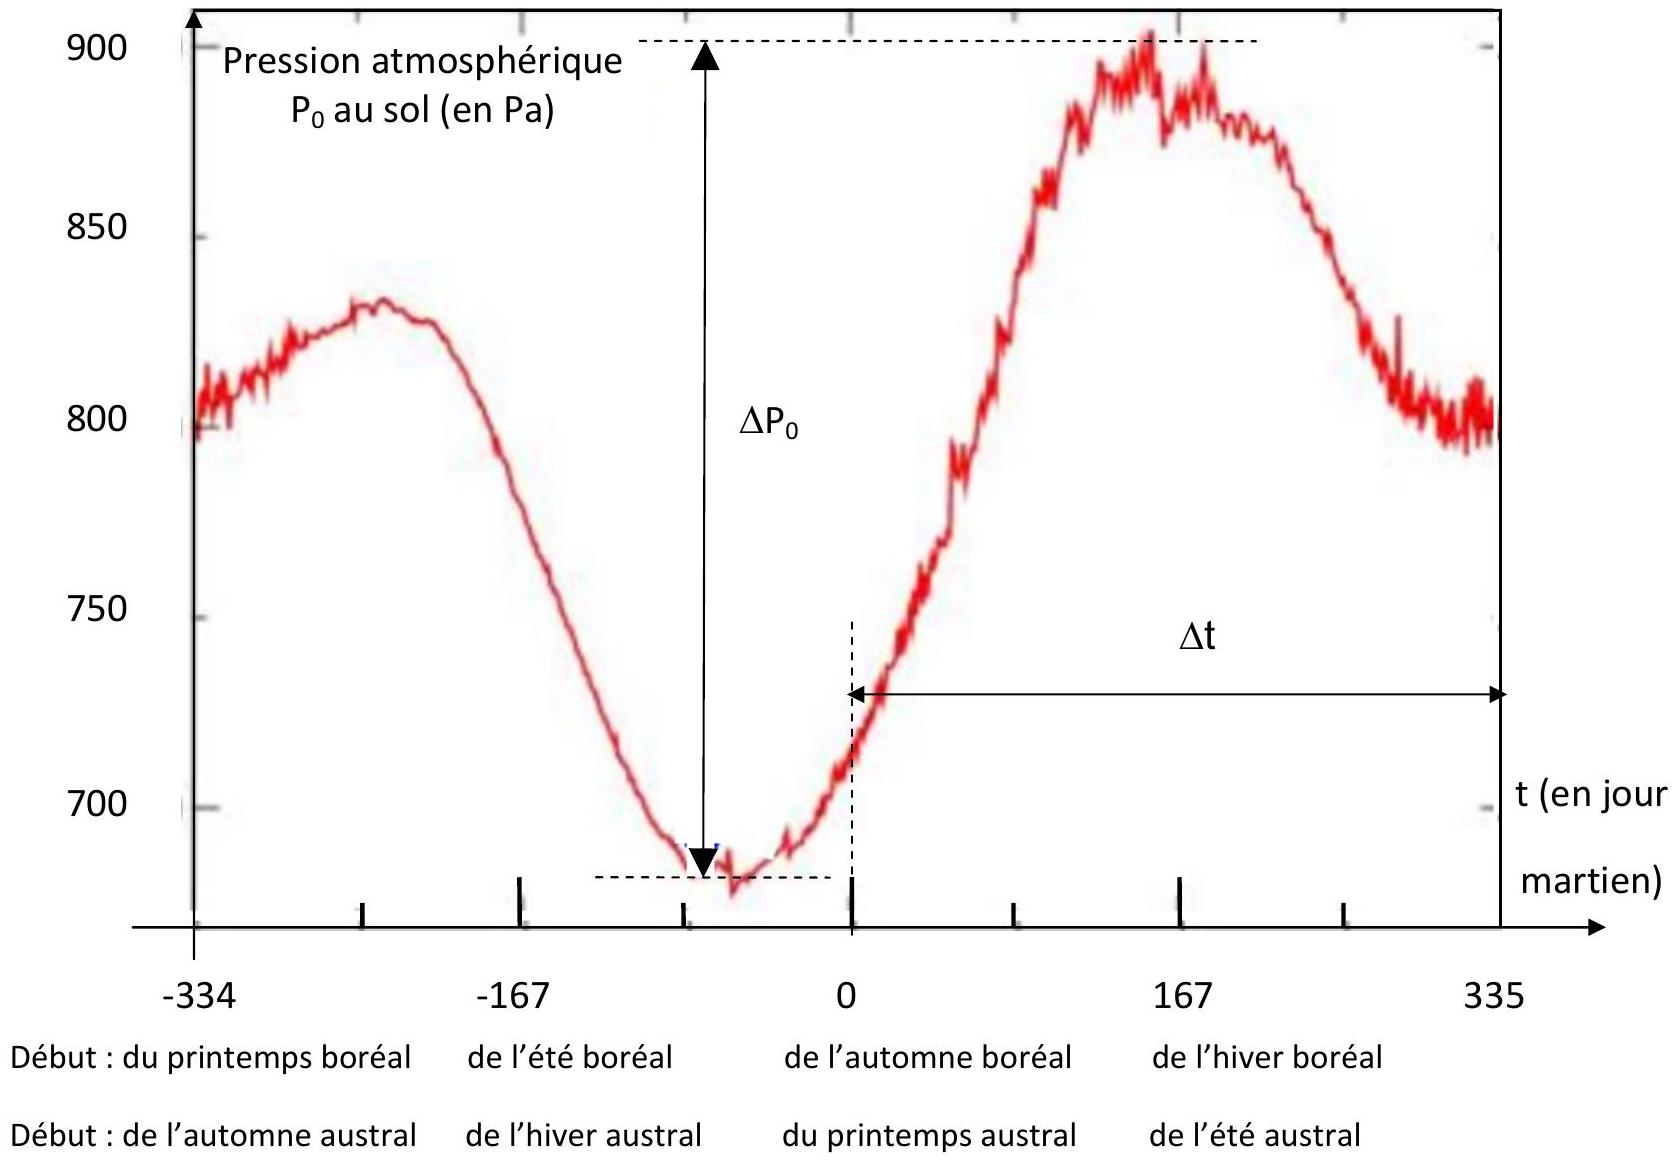 900
Pression atmosphérique
P₀ au sol (en Pa)
850
800
ΔP₀
750
Δt
700
t (en jour
martien)
-334 -167 0 167 335
Début : du printemps boréal de l’été boréal de l’automne boréal de l’hiver boréal
Début : de l’automne austral de l’hiver austral du printemps austral de l’été austral